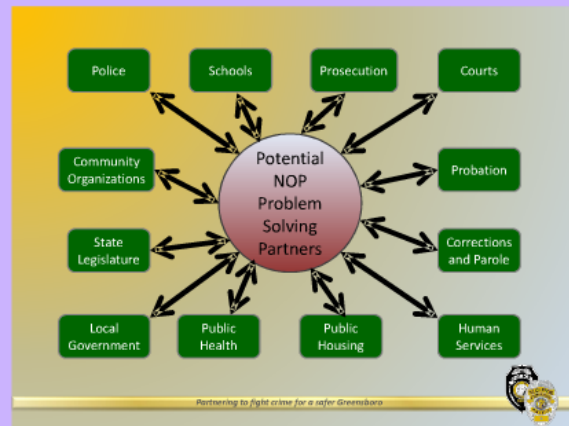 Police
Schools
Prosecution
Courts
Community
Organizations
Potential
NOP
Problem
Solving
Partners
Probation
State
Legislature
Corrections
and Parole
Local
Government
Public
Health
Public
Housing
Human
Services
Partnering to fight crime for a safer Greensboro